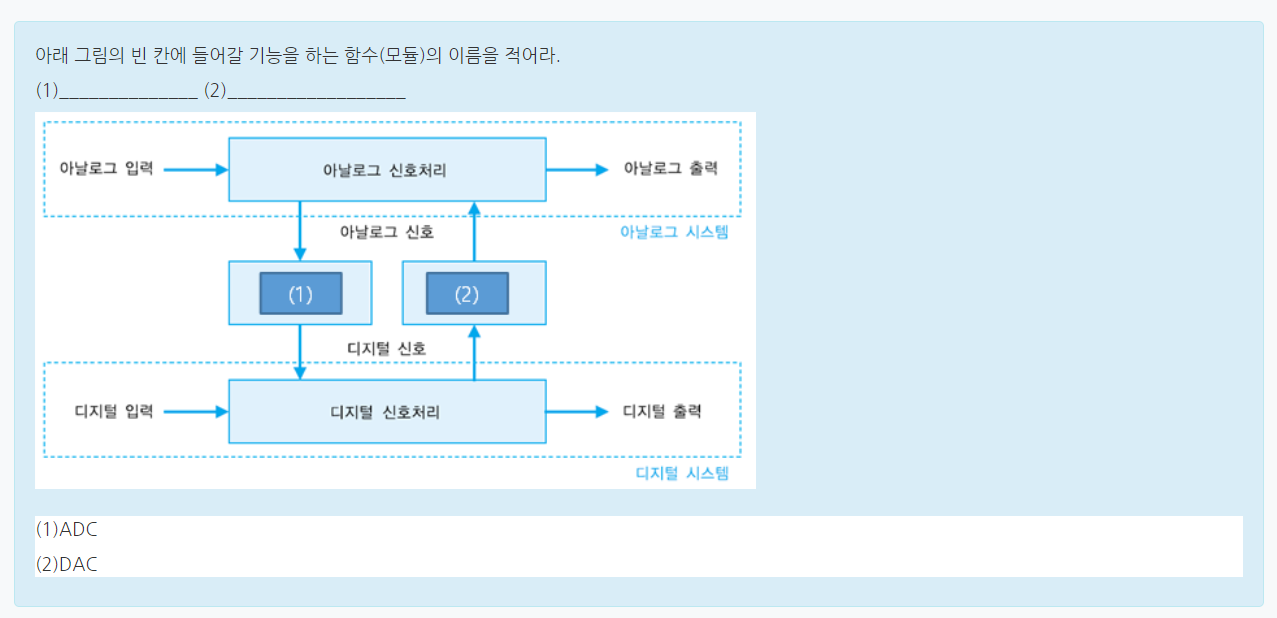 아래 그림의 빈 칸에 들어갈 기능을 하는 함수(모듈)의 이름을 적어라.
(1)______________ (2)__________________
아날로그 입력
아날로그 신호처리
아날로그 출력
아날로그 신호
아날로그 시스템
(1)
(2)
디지털 신호
디지털 입력
디지털 신호처리
디지털 출력
디지털 시스템
(1)ADC
(2)DAC